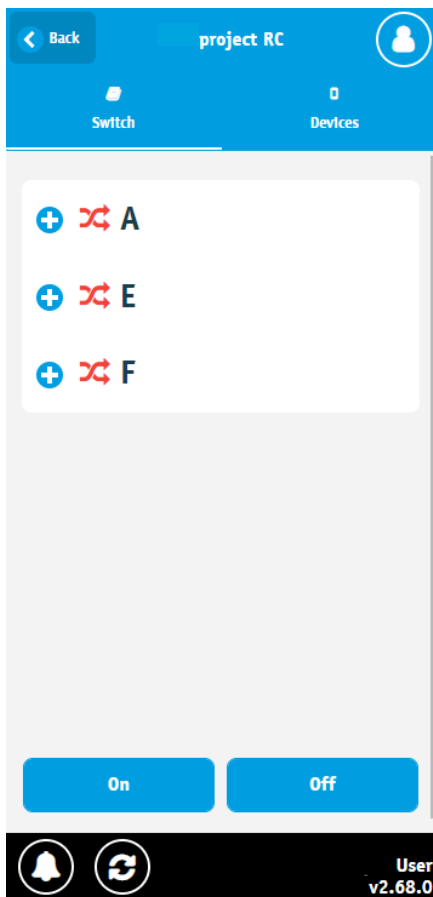 Back
project RC
Switch
Devices
A
E
F
On
Off
User
v2.68.0